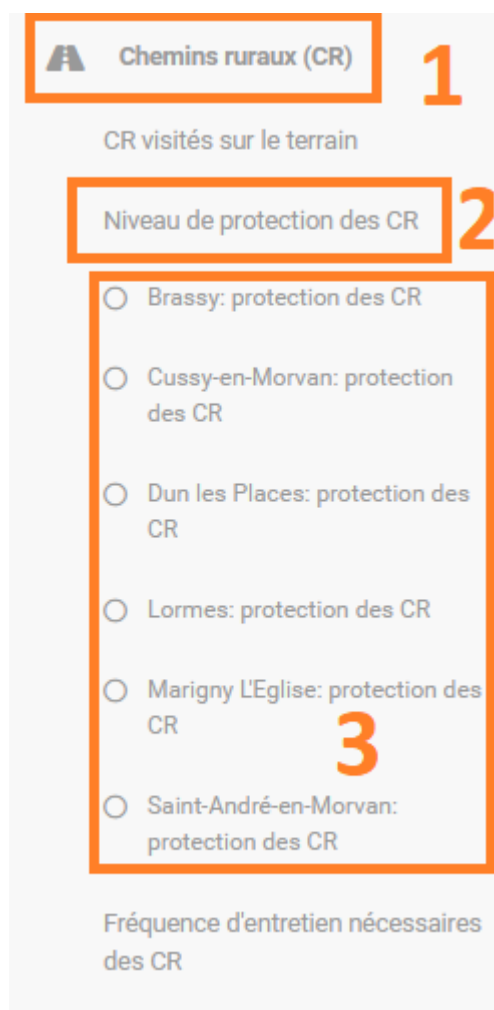 Chemins ruraux (CR)
1
CR visités sur le terrain
Niveau de protection des CR
2
Brassy: protection des CR
Cussy-en-Morvan: protection
des CR
Dun les Places: protection des
CR
Lormes: protection des CR
Marigny L'Eglise: protection des
CR
3
Saint-André-en-Morvan:
protection des CR
Fréquence d'entretien nécessaires
des CR